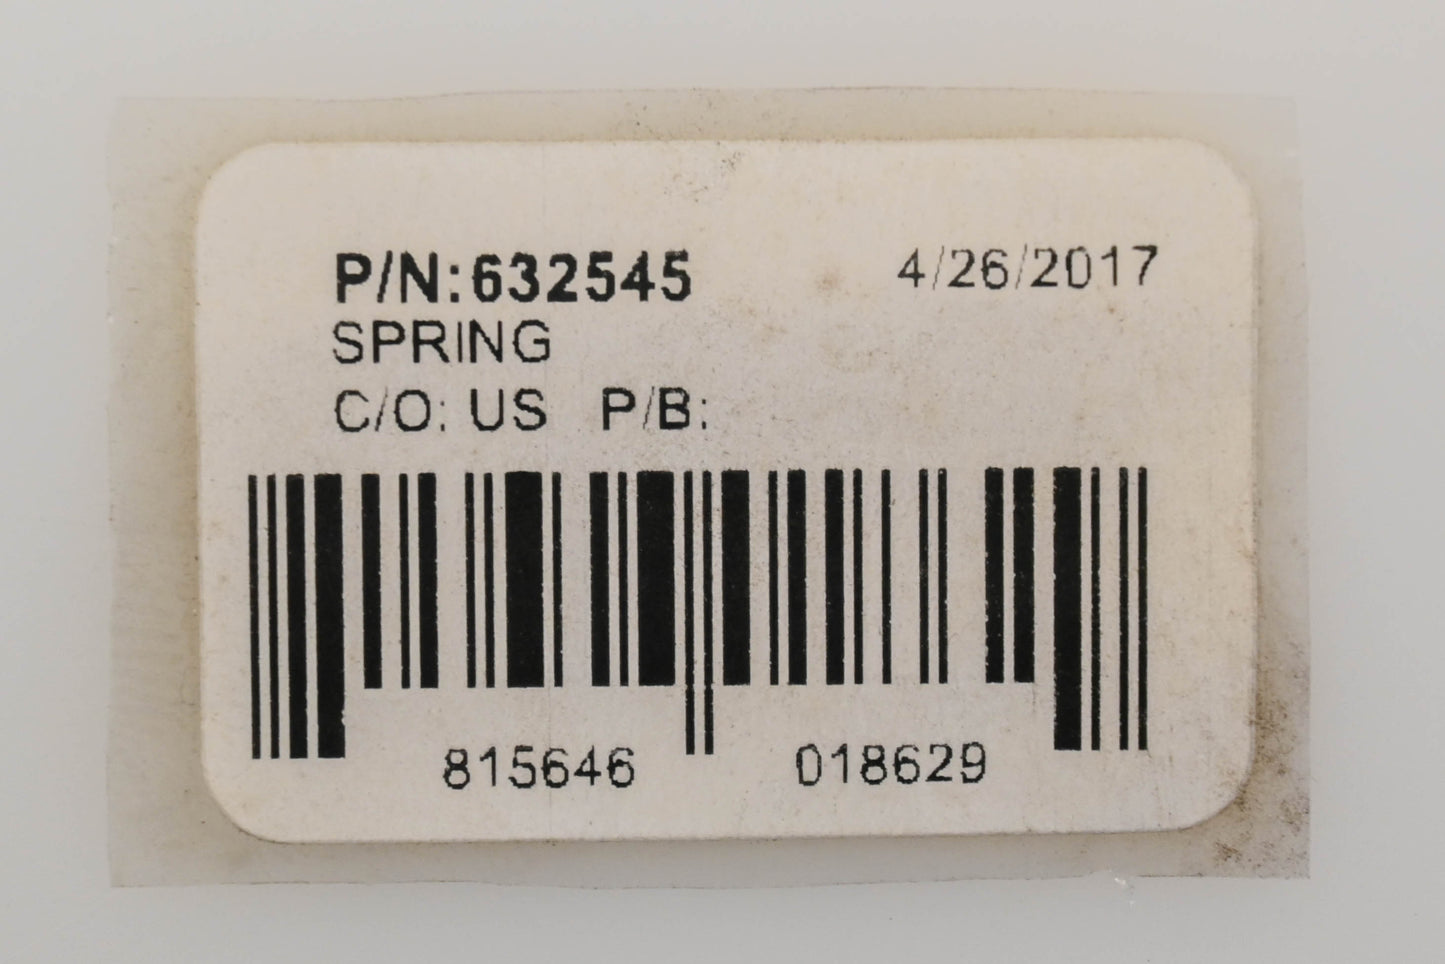 P/N:632545 4/26/2017
SPRING
C/O: US P/B:
815646 018629